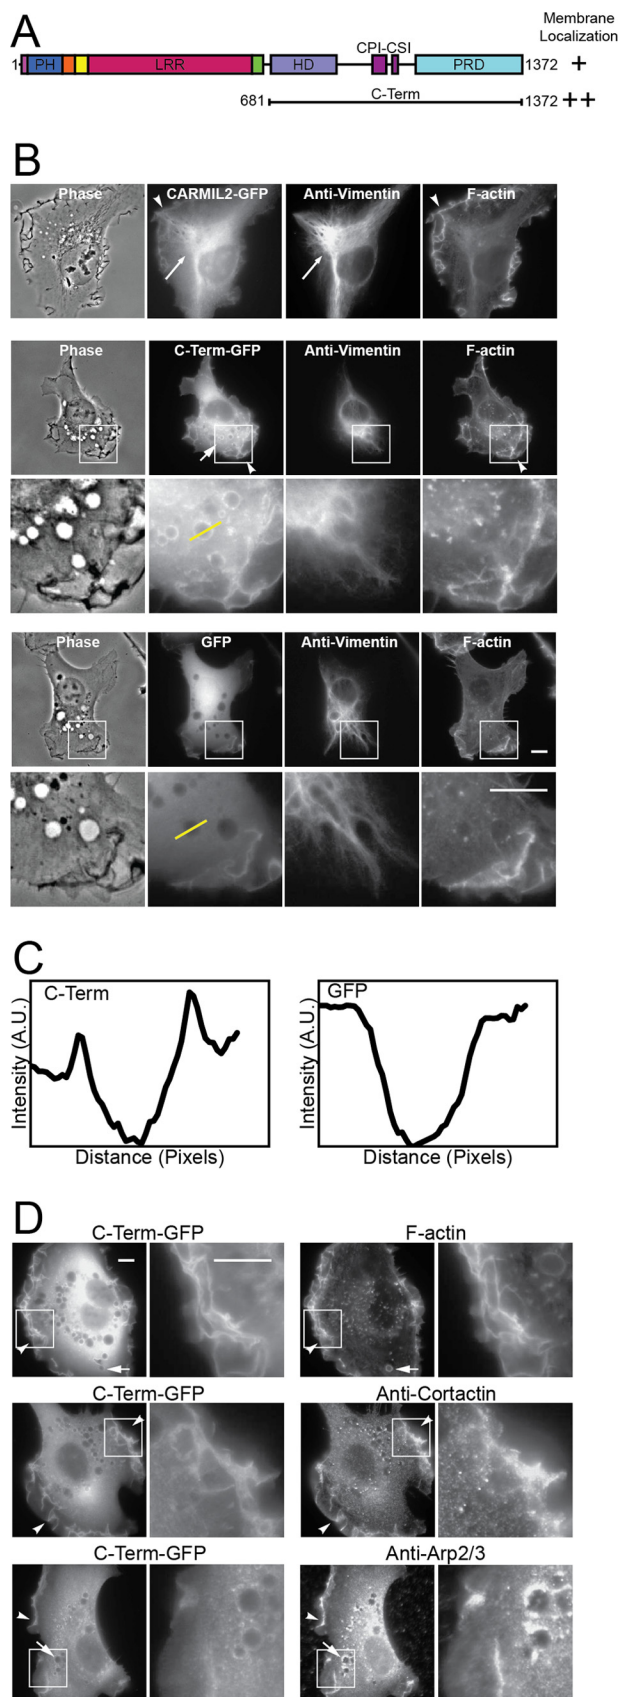 A
Membrane
Localization
CPI-CSI
1 PH LRR HD PRD 1372 +
681 C-Term 1372 ++
B
Phase CARMIL2-GFP Anti-Vimentin F-actin
Phase C-Term-GFP Anti-Vimentin F-actin
Phase GFP Anti-Vimentin F-actin
C
C-Term
Intensity (A.U.)
Distance (Pixels)
GFP
Intensity (A.U.)
Distance (Pixels)
D
C-Term-GFP F-actin
C-Term-GFP Anti-Cortactin
C-Term-GFP Anti-Arp2/3